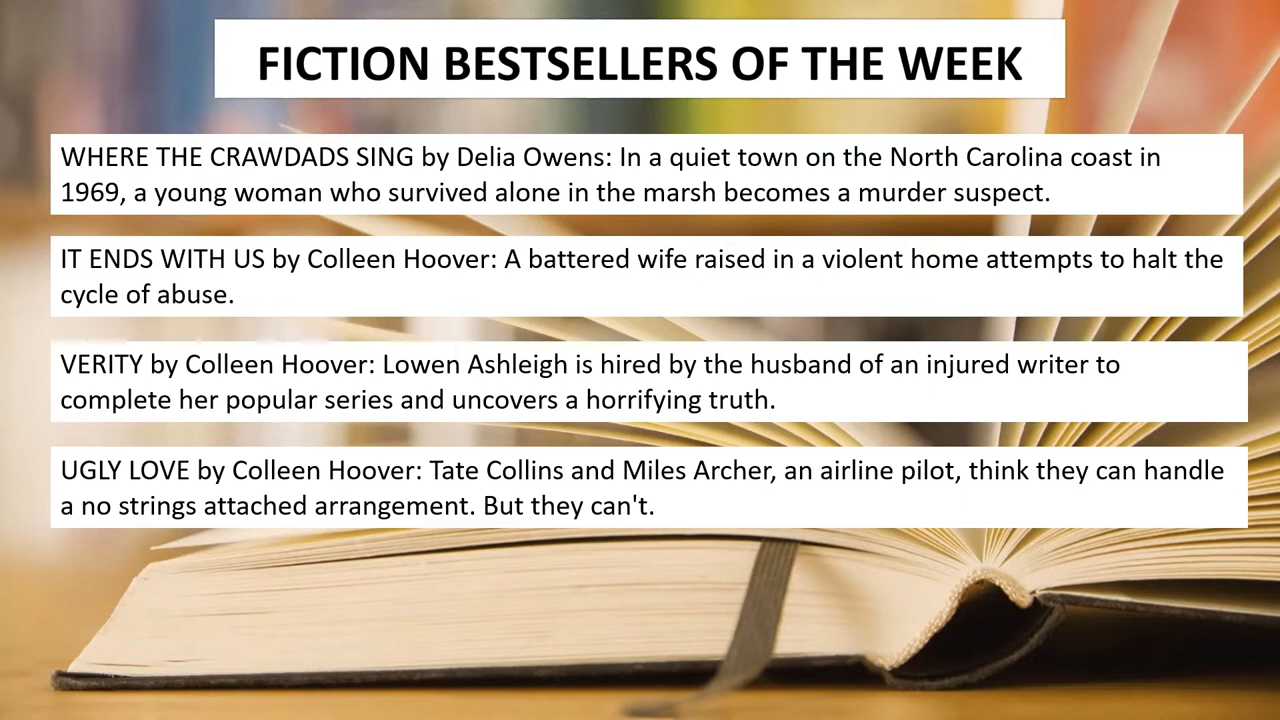 FICTION BESTSELLERS OF THE WEEK
WHERE THE CRAWDADS SING by Delia Owens: In a quiet town on the North Carolina coast in
1969, a young woman who survived alone in the marsh becomes a murder suspect.
IT ENDS WITH US by Colleen Hoover: A battered wife raised in a violent home attempts to halt the
cycle of abuse.
VERITY by Colleen Hoover: Lowen Ashleigh is hired by the husband of an injured writer to
complete her popular series and uncovers a horrifying truth.
UGLY LOVE by Colleen Hoover: Tate Collins and Miles Archer, an airline pilot, think they can handle
a no strings attached arrangement. But they can't.